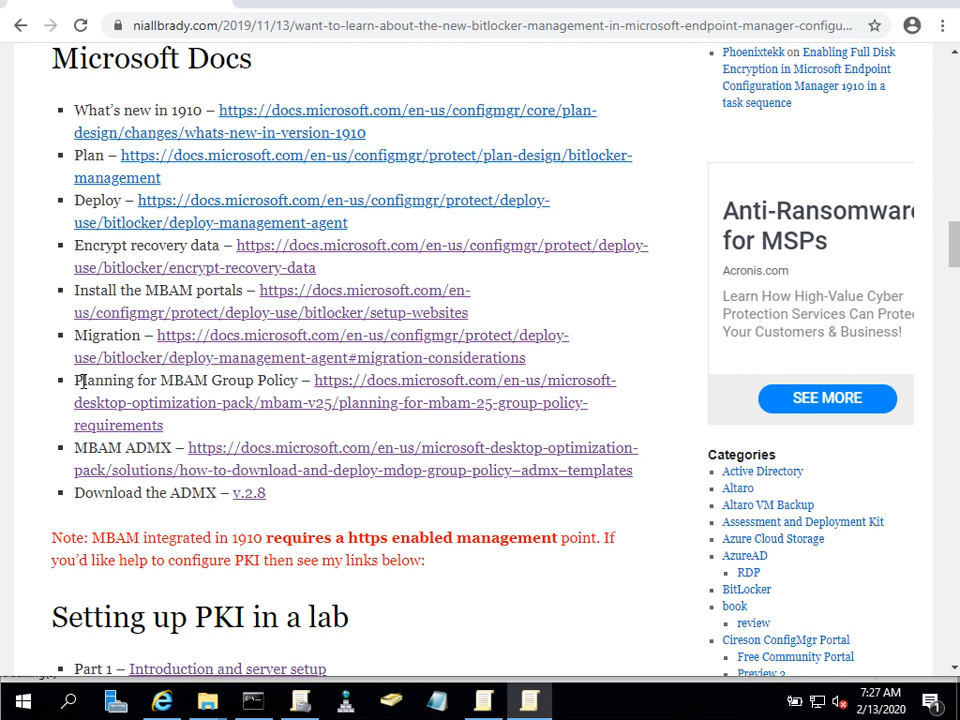 niallbrady.com/2019/11/13/want-to-learn-about-the-new-bitlocker-management-in-microsoft-endpoint-manager-configu...
Microsoft Docs
What's new in 1910 – https://docs.microsoft.com/en-us/configmgr/core/plan-
design/changes/whats-new-in-version-1910
Plan – https://docs.microsoft.com/en-us/configmgr/protect/plan-design/bitlocker-
management
Deploy – https://docs.microsoft.com/en-us/configmgr/protect/deploy-
use/bitlocker/deploy-management-agent
Encrypt recovery data – https://docs.microsoft.com/en-us/configmgr/protect/deploy-
use/bitlocker/encrypt-recovery-data
Install the MBAM portals – https://docs.microsoft.com/en-
us/configmgr/protect/deploy-use/bitlocker/setup-websites
Migration – https://docs.microsoft.com/en-us/configmgr/protect/deploy-
use/bitlocker/deploy-management-agent#migration-considerations
Planning for MBAM Group Policy – https://docs.microsoft.com/en-us/microsoft-
desktop-optimization-pack/mbam-v25/planning-for-mbam-25-group-policy-
requirements
MBAM ADMX – https://docs.microsoft.com/en-us/microsoft-desktop-optimization-
pack/solutions/how-to-download-and-deploy-mdop-group-policy–admx–templates
Download the ADMX – v.2.8
Note: MBAM integrated in 1910 requires a https enabled management point. If
you'd like help to configure PKI then see my links below:
Setting up PKI in a lab
Part 1 – Introduction and server setup
Phoenixtekk on Enabling Full Disk
Encryption in Microsoft Endpoint
Configuration Manager 1910 in a
task sequence
Anti-Ransomware
for MSPs
Acronis.com
Learn How High-Value Cyber
Protection Services Can Prote
Your Customers & Business!
SEE MORE
Categories
Active Directory
Altaro
Altaro VM Backup
Assessment and Deployment Kit
Azure Cloud Storage
AzureAD
RDP
BitLocker
book
review
Cireson ConfigMgr Portal
Free Community Portal
Preview 2
7:27 AM
2/13/2020
1